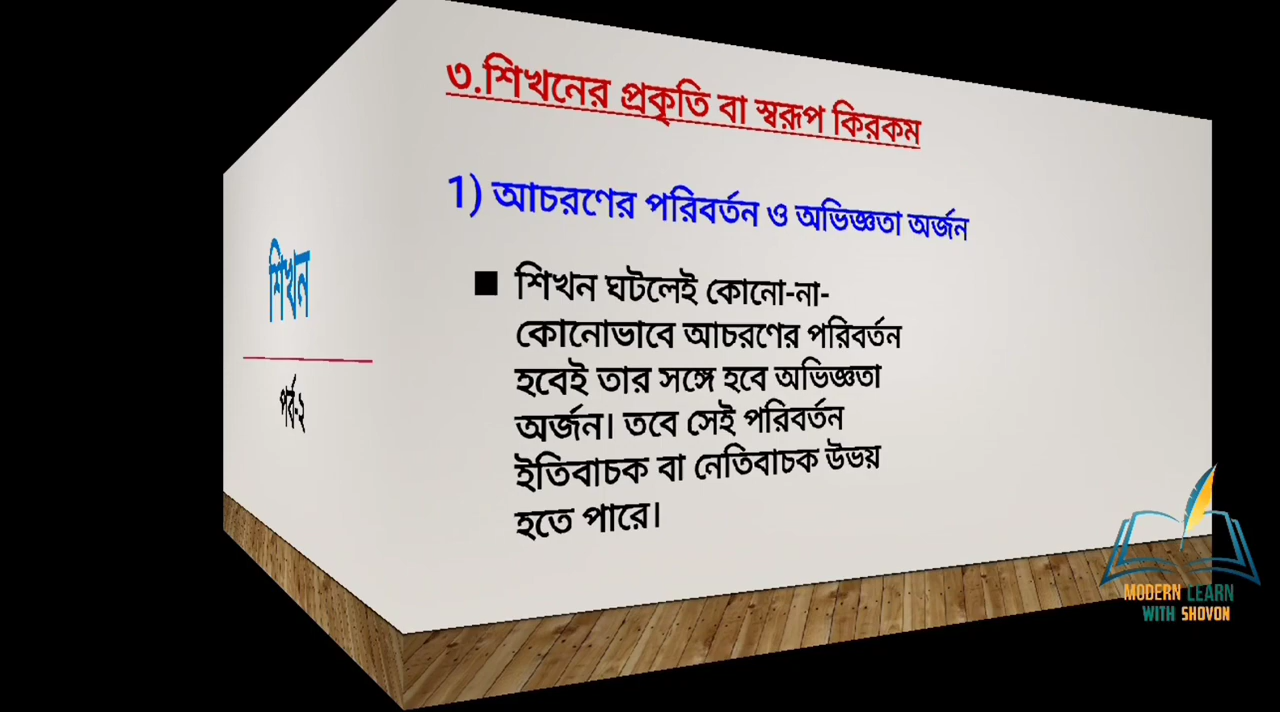 শিখন
পর্ব-২
৩.শিখনের প্রকৃতি বা স্বরূপ কিরকম
1) আচরণের পরিবর্তন ও অভিজ্ঞতা অর্জন
■ শিখন ঘটলেই কোনো-না-
কোনোভাবে আচরণের পরিবর্তন
হবেই তার সঙ্গে হবে অভিজ্ঞতা
অর্জন। তবে সেই পরিবর্তন
ইতিবাচক বা নেতিবাচক উভয়
হতে পারে।
MODERN LEARN
WITH SHOVON